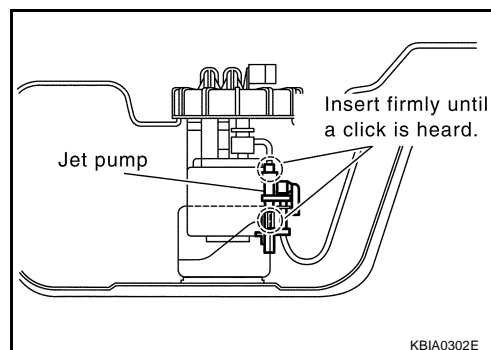 Insert firmly until
a click is heard.
Jet pump
KBIA0302E